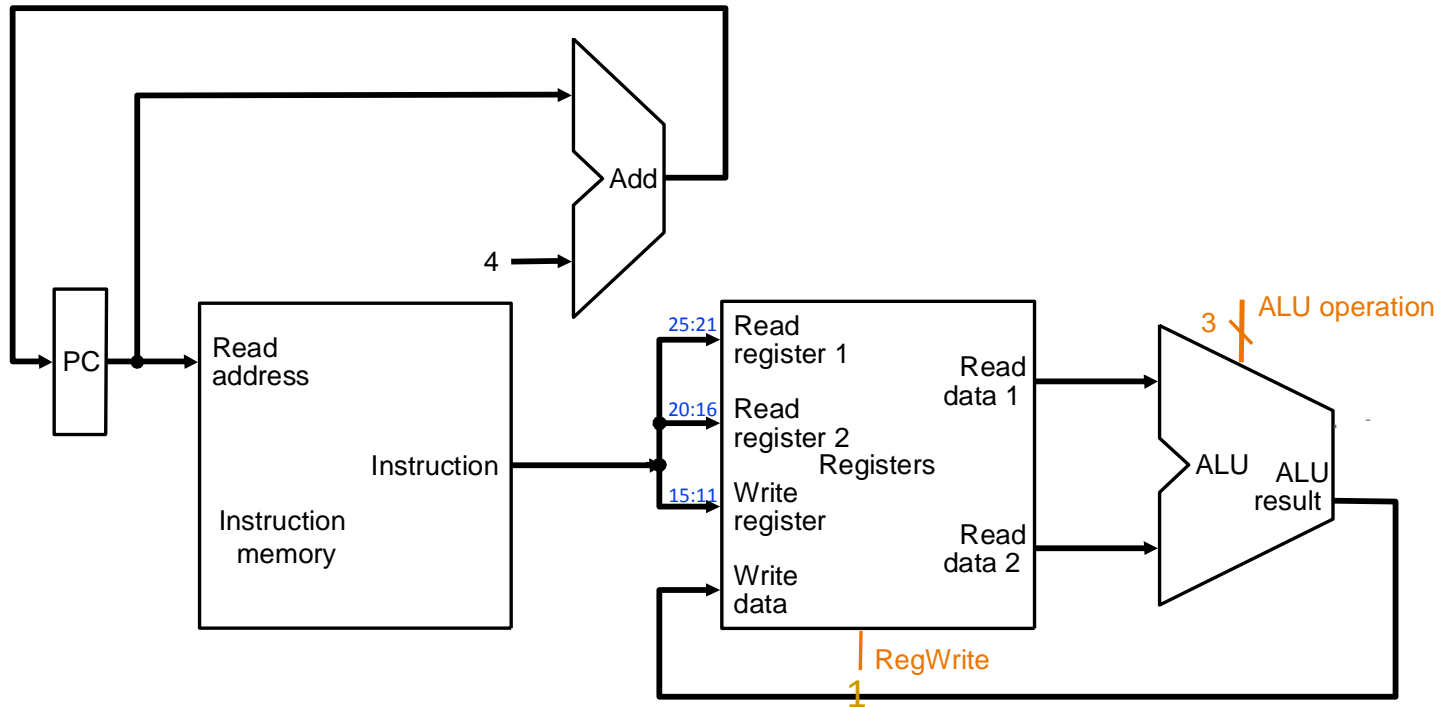 Add
4
PC
Read
address
Instruction
Instruction
memory
25:21
Read
register 1
20:16
Read
register 2
Registers
15:11
Write
register
Write
data
Read
data 1
Read
data 2
RegWrite
1
3
ALU operation
ALU
ALU
result